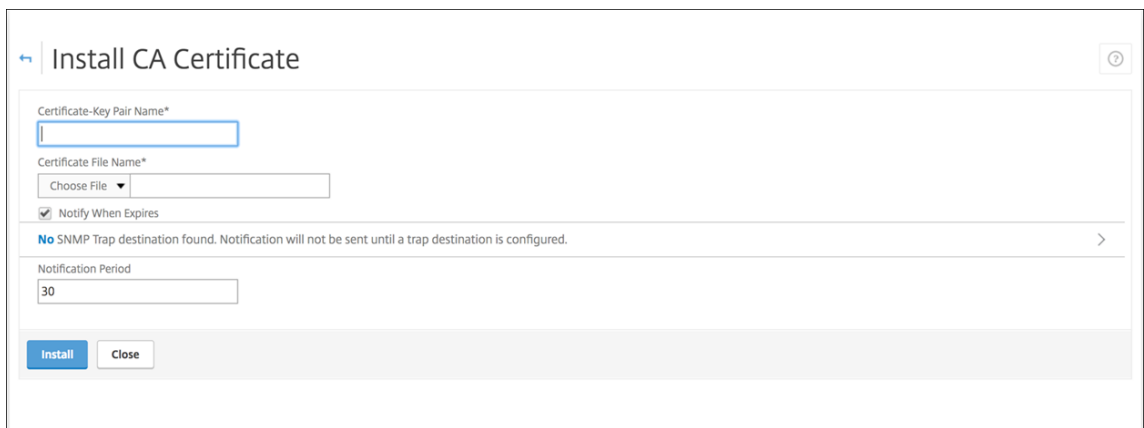 Install CA Certificate
?
Certificate-Key Pair Name*
Certificate File Name*
Choose File
Notify When Expires
No SNMP Trap destination found. Notification will not be sent until a trap destination is configured.
Notification Period
30
Install Close